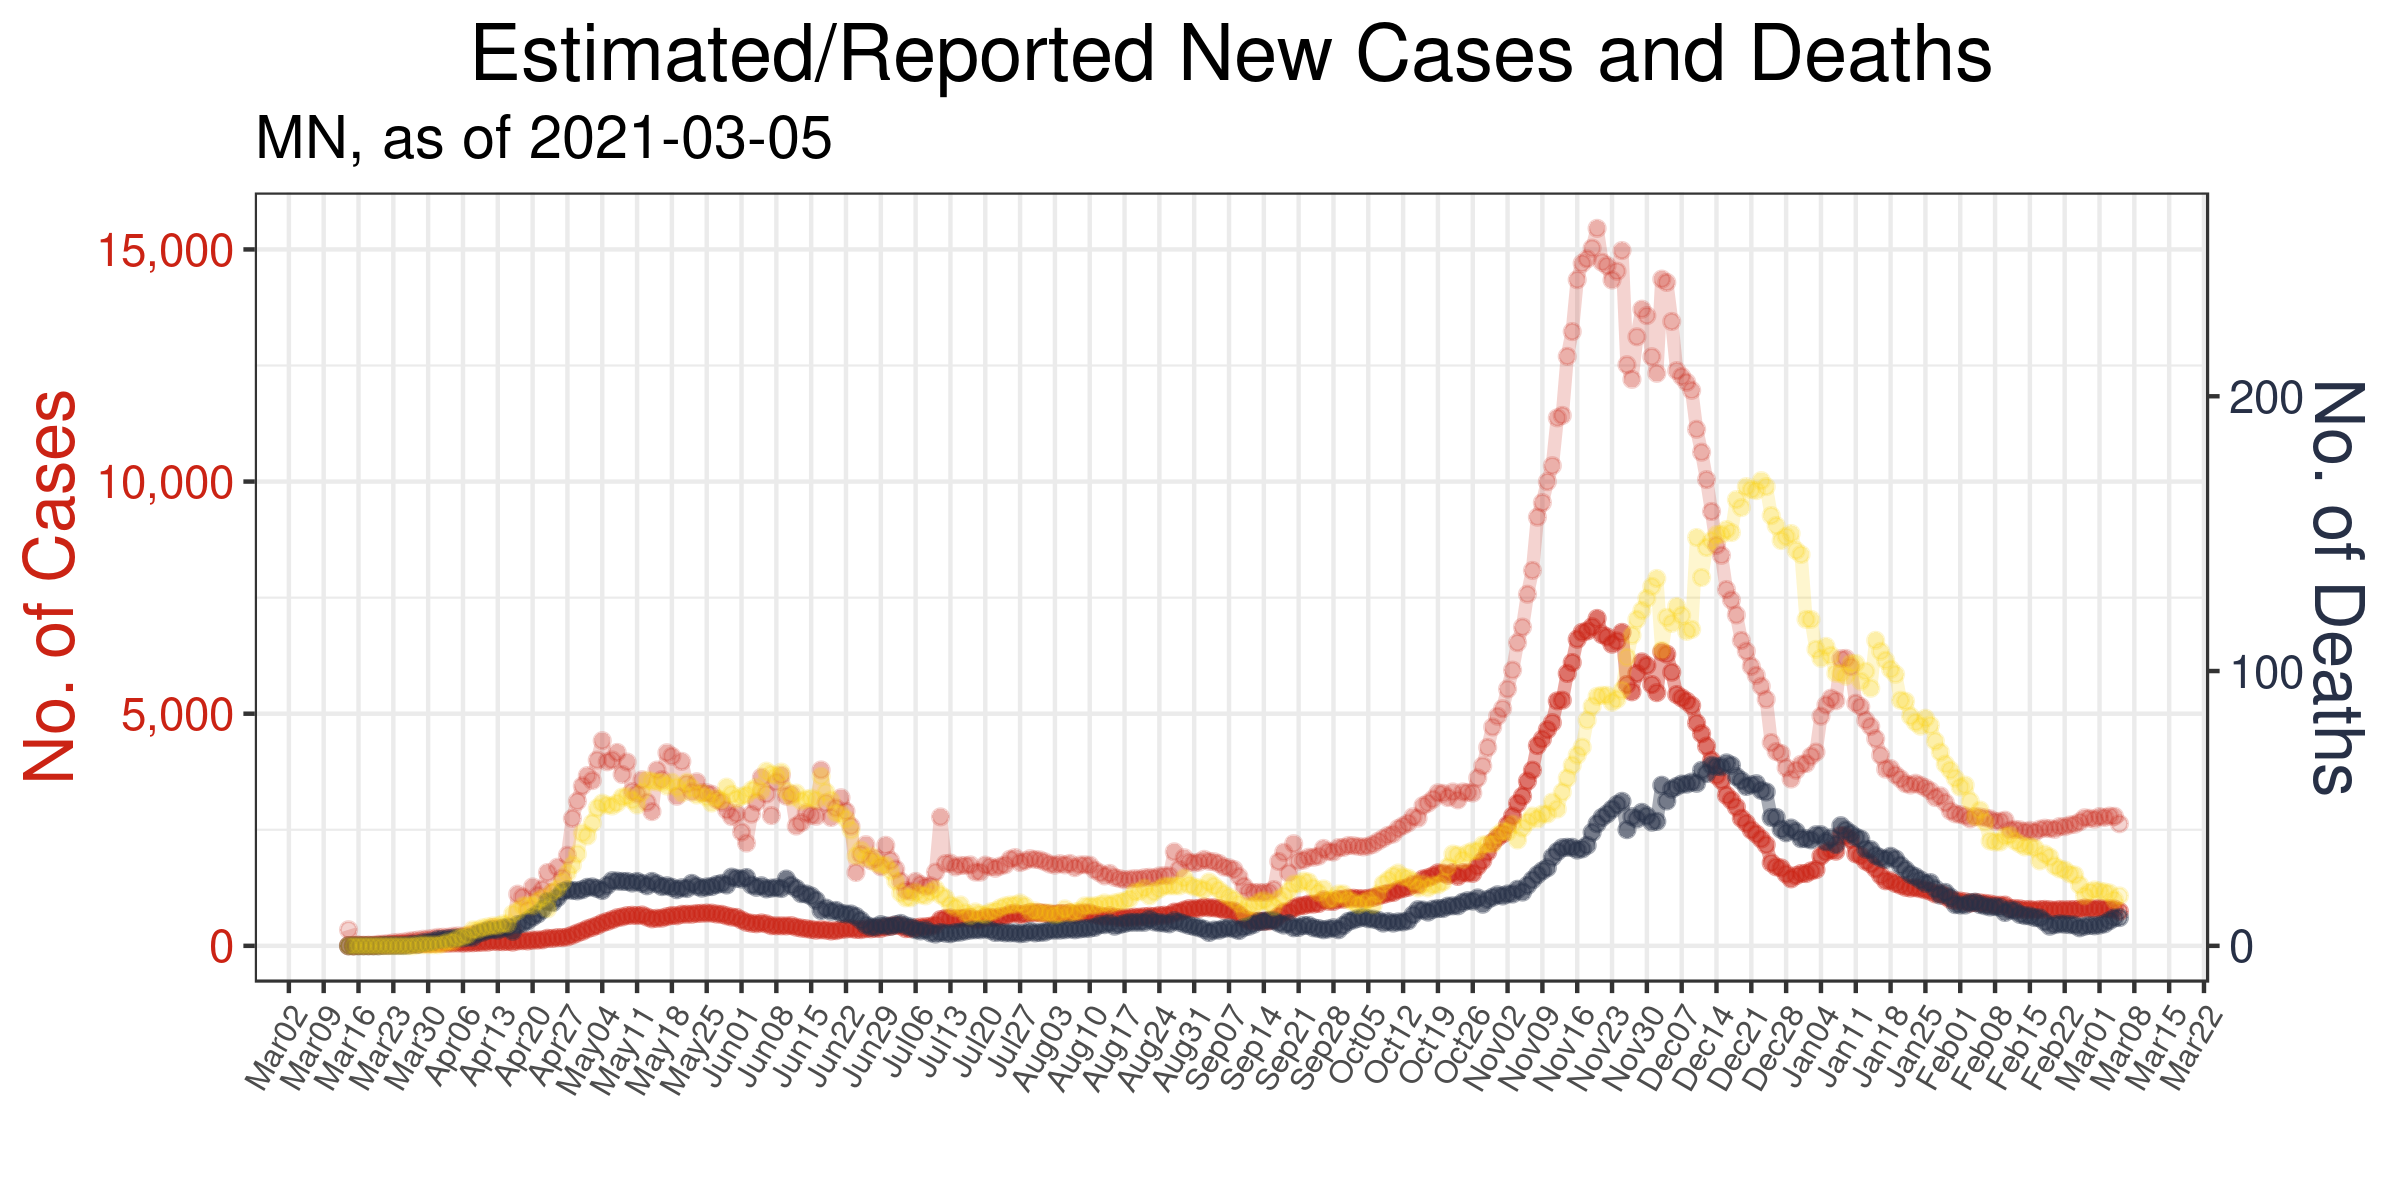 Estimated/Reported New Cases and Deaths
MN, as of 2021-03-05
No. of Cases
15,000
10,000
5,000
0
200
100
0
No. of Deaths
Mar02
Mar09
Mar16
Mar23
Mar30
Apr06
Apr13
Apr20
Apr27
May04
May11
May18
May25
Jun01
Jun08
Jun15
Jun22
Jun29
Jul06
Jul13
Jul20
Jul27
Aug03
Aug10
Aug17
Aug24
Aug31
Sep07
Sep14
Sep21
Sep28
Oct05
Oct12
Oct19
Oct26
Nov02
Nov09
Nov16
Nov23
Nov30
Dec07
Dec14
Dec21
Dec28
Dec04
Jan11
Jan18
Jan25
Feb01
Feb08
Feb15
Feb22
Mar01
Mar08
Mar15
Mar22